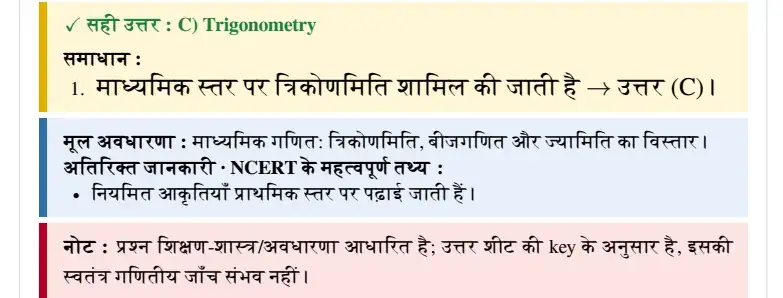 ✓ सही उत्तर : C) Trigonometry
समाधान :
1. माध्यमिक स्तर पर त्रिकोणमिति शामिल की जाती है → उत्तर (C)।
मूल अवधारणा : माध्यमिक गणितः त्रिकोणमिति, बीजगणित और ज्यामिति का विस्तार।
अतिरिक्त जानकारी · NCERT के महत्वपूर्ण तथ्य :
• नियमित आकृतियाँ प्राथमिक स्तर पर पढ़ाई जाती हैं।
नोट : प्रश्न शिक्षण-शास्त्र/अवधारणा आधारित है; उत्तर शीट की key के अनुसार है, इसकी
स्वतंत्र गणितीय जाँच संभव नहीं।